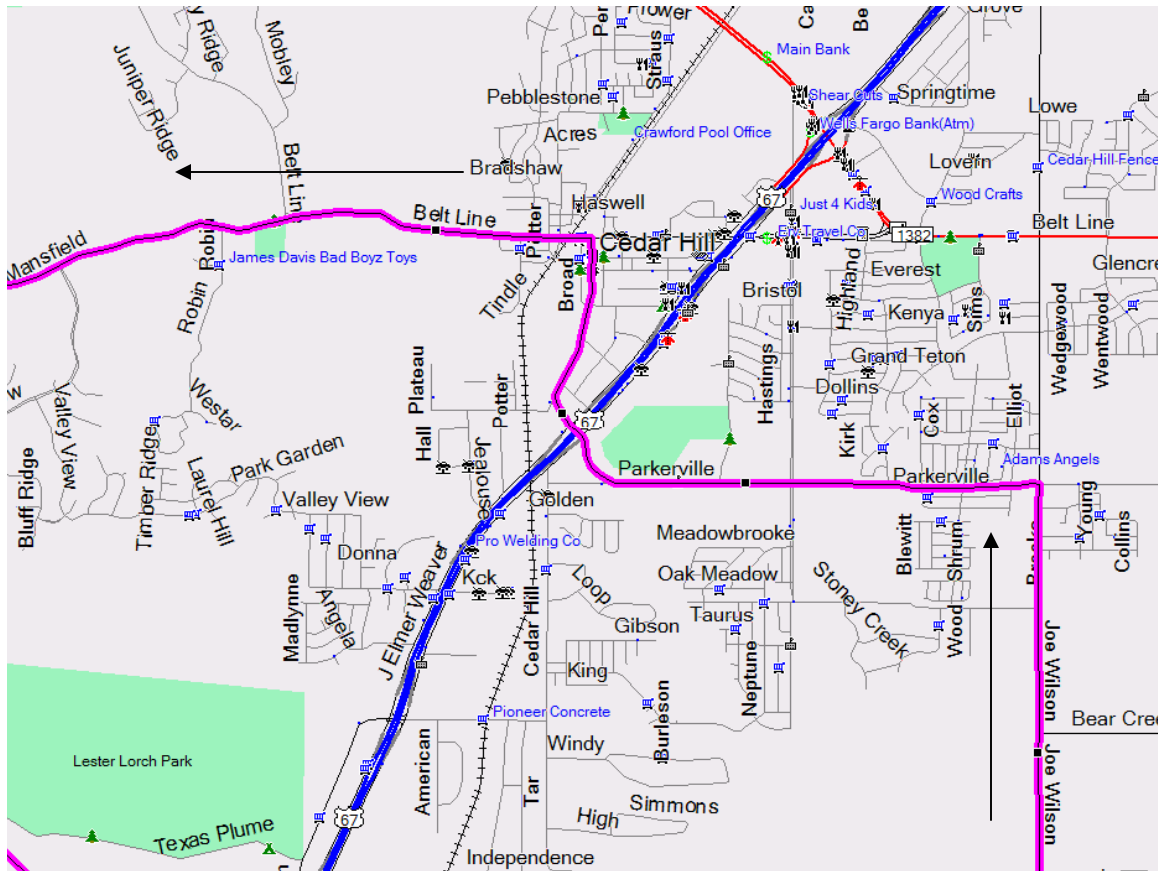 Prower
Grove
Main Bank
Straus
Mobley
Juniper Ridge
Pebblestone
Shear Cuts
Springtime
Lowe
Acres
Crawford Pool Office
Wells Fargo Bank(Atm)
Bradshaw
Lovern
Cedar Hill Fence
Belt Line
Haswell
67
Just 4 Kids
Wood Crafts
Belt Line
Potter
Cedar Hill
1382
Belt Line
Mansfield
Robin
James Davis Bad Boyz Toys
Everest
Glencre
Tindle
Broad
Bristol
Highland
Robin
Kenya
Sims
Wedgewood
Wentwood
Grand Teton
Plateau
Potter
Hastings
Dollins
Westar
Valley View
67
Kirk
Cox
Elliot
Hall
Jealouse
Park Garden
Parkerville
Parkerville
Adams Angels
Bluff Ridge
Timber Ridge
Laurel Hill
Valley View
Golden
Young
Collins
Meadowbrooke
Pro Welding Co
Blewitt
Shrum
Donna
J Elmer Weaver
Kck
Loop
Oak Meadow
Stoney Creek
Taurus
Madlynne
Angela
Cedar Hill
Gibson
Wood
Joe Wilson
King
Neptune
Pioneer Concrete
Burleson
Bear Cree
American
Windy
Joe Wilson
Lester Lorch Park
Tar
Simmons
High
67
Texas Plume
Independence